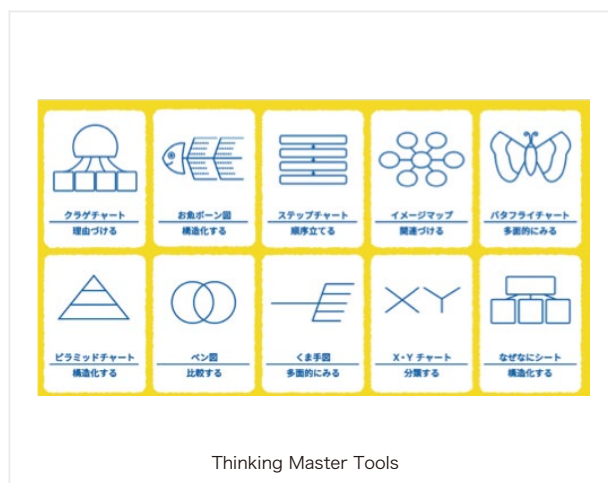 クラゲチャート
理由づける
お魚ボーン図
構造化する
ステップチャート
順序立てる
イメージマップ
関連づける
バタフライチャート
多面的にみる
ピラミッドチャート
構造化する
ベン図
比較する
くま手図
多面的にみる
X・Y チャート
分類する
なぜなにシート
構造化する
Thinking Master Tools